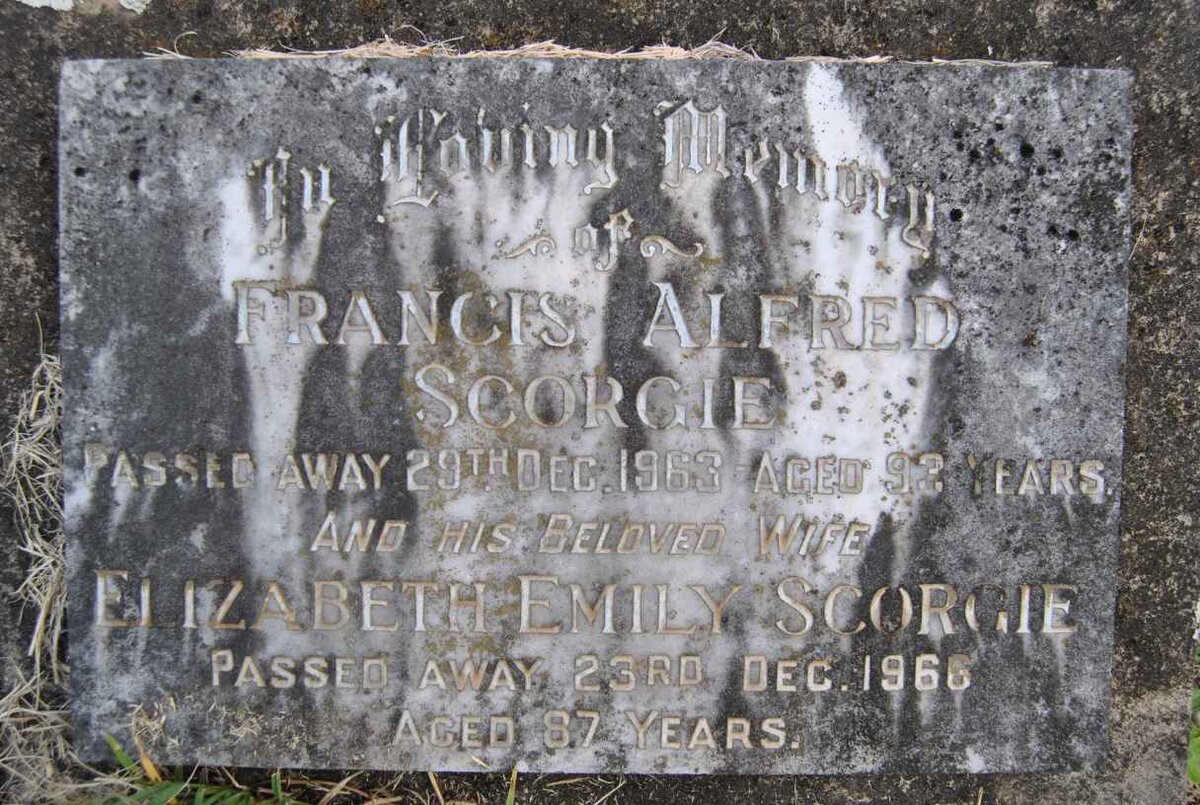 In Loving Memory
of
FRANCIS ALFRED
SCORGIE
PASSED AWAY 29TH DEC. 1963 AGED 93 YEARS.
AND HIS BELOVED WIFE
ELIZABETH EMILY SCORGIE
PASSED AWAY 23RD DEC. 1966
AGED 87 YEARS.